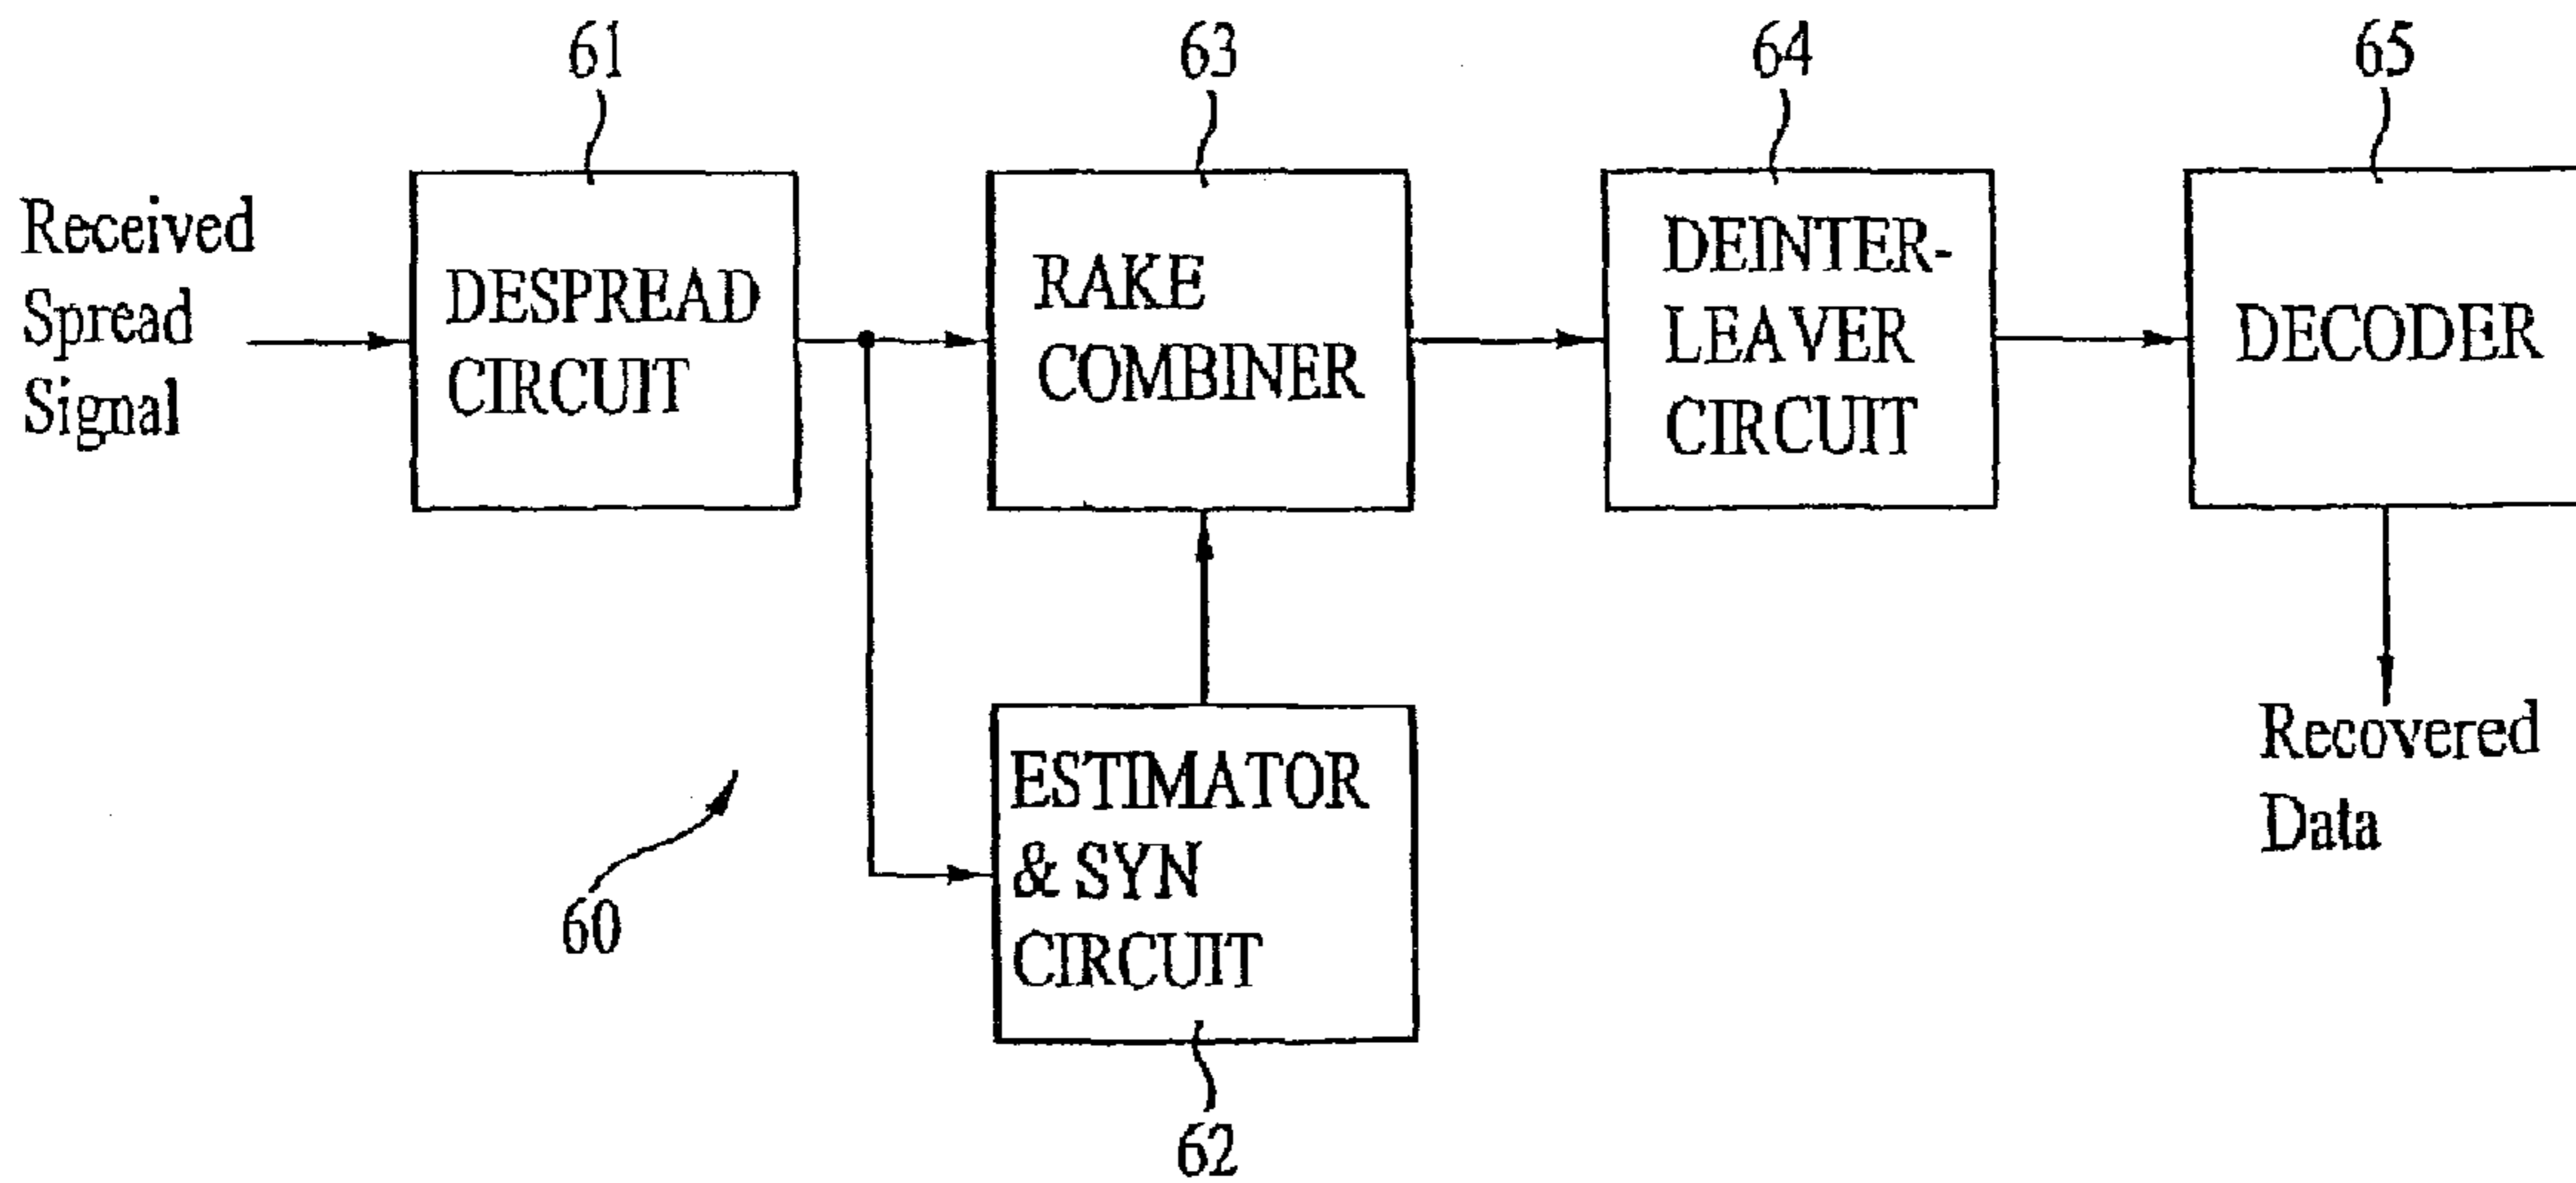 61
63
64
65
Received
Spread
Signal
DESPREAD
CIRCUIT
RAKE
COMBINER
DEINTER-
LEAVER
CIRCUIT
DECODER
ESTIMATOR
& SYN
CIRCUIT
Recovered
Data
60
62